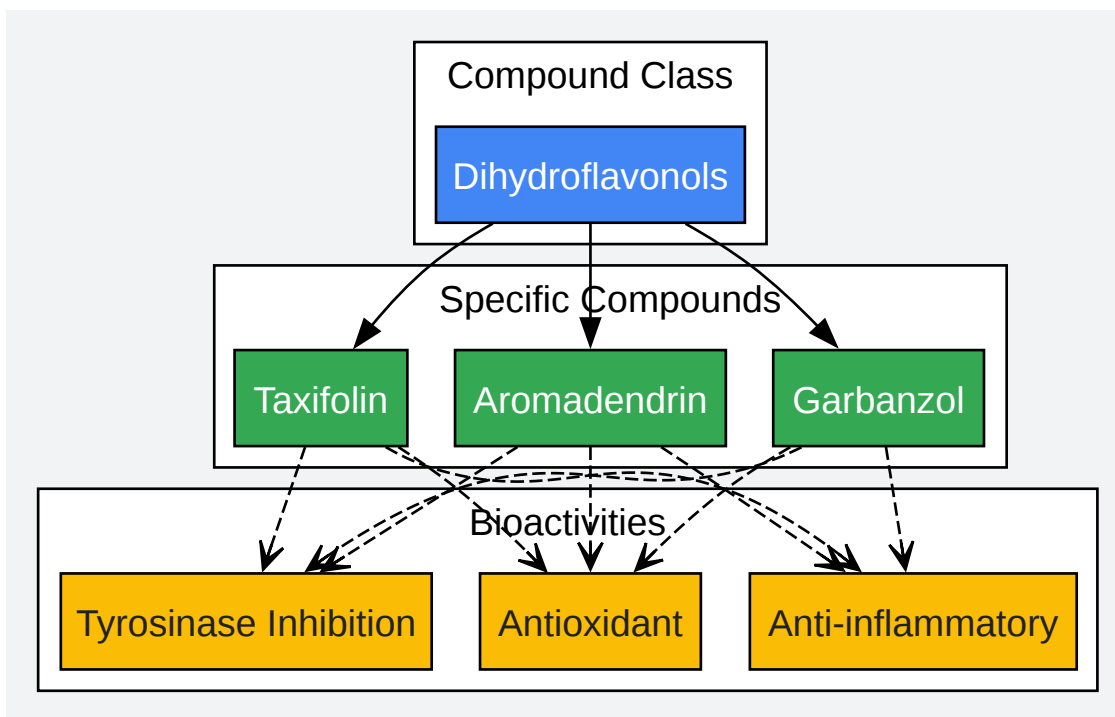 Compound Class
Dihydroflavonols
Specific Compounds
Taxifolin
Aromadendrin
Garbanzol
Bioactivities
Tyrosinase Inhibition
Antioxidant
Anti-inflammatory